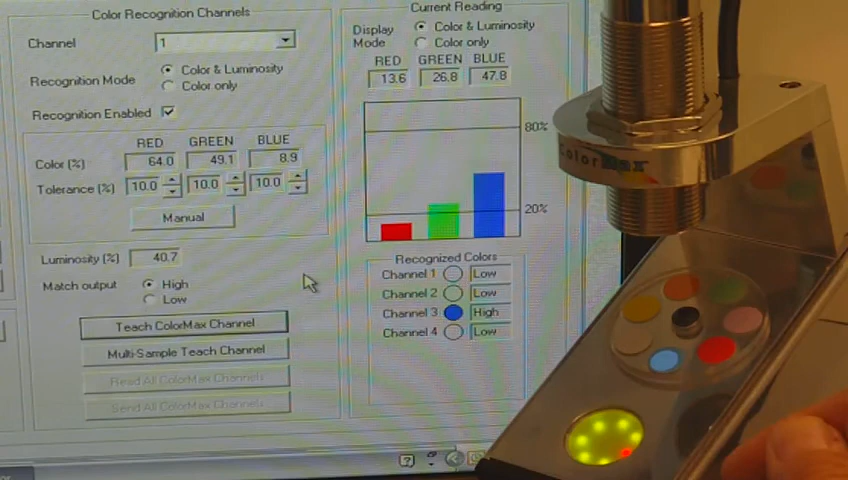 Color Recognition Channels
Channel 1
Recognition Mode
Color & Luminosity
Color only
Recognition Enabled
RED GREEN BLUE
Color (%) 64.0 49.1 8.9
Tolerance (%) 10.0 10.0 10.0
Manual
Luminosity (%) 40.7
Match output High
Low
Teach ColorMax Channel
Multi-Sample Teach Channel
Read All ColorMax Channels
Send All ColorMax Channels
Current Reading
Display Mode
Color & Luminosity
Color only
RED GREEN BLUE
13.6 26.8 47.8
80%
20%
Recognized Colors
Channel 1 Low
Channel 2 Low
Channel 3 High
Channel 4 Low
ColorMax